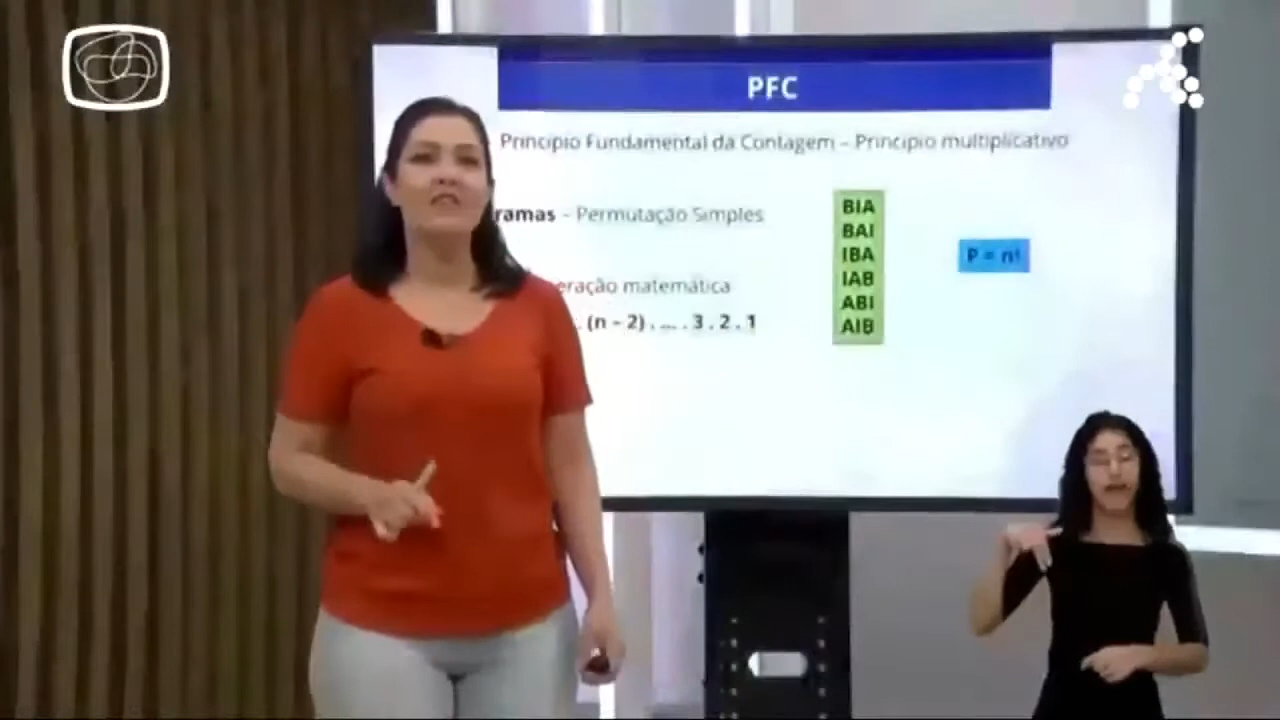 PFC
Princípio Fundamental da Contagem – Princípio multiplicativo
ramas – Permutação Simples
eração matemática
. (n – 2) . ... . 3 . 2 . 1
BIA
BAI
IBA
IAB
ABI
AIB
P = n!